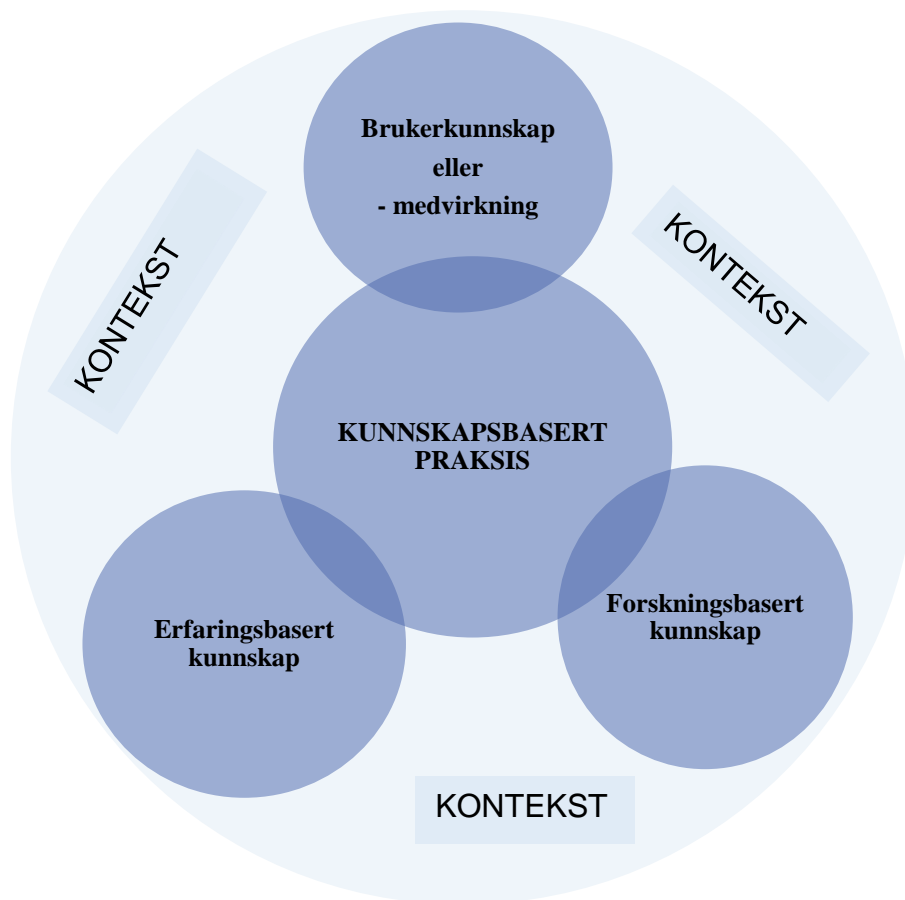 Brukerkunnskap
eller
- medvirkning
KONTEKST
KONTEKST
KUNNSKAPSBASERT
PRAKSIS
Erfaringsbasert
kunnskap
Forskningsbasert
kunnskap
KONTEKST